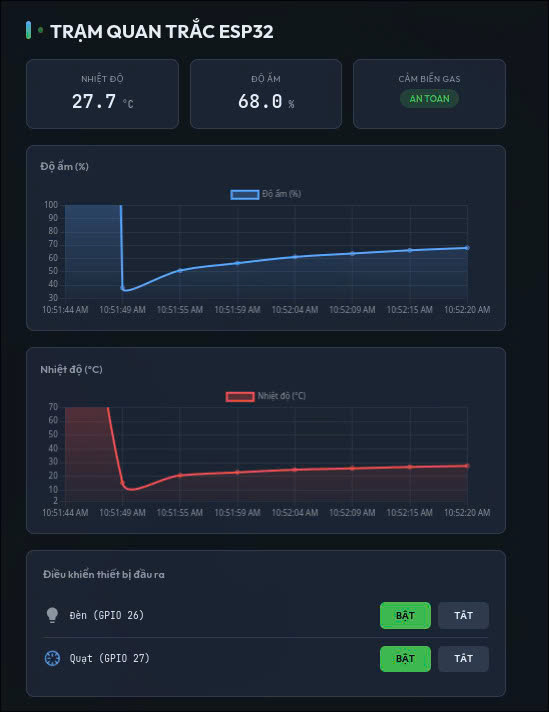 TRẠM QUAN TRẮC ESP32
NHIỆT ĐỘ
27.7 °C
ĐỘ ẨM
68.0 %
CẢM BIẾN GAS
AN TOAN
Độ ẩm (%)
Độ ẩm (%)
100
90
80
70
60
50
40
30
10:51:44 AM 10:51:49 AM 10:51:55 AM 10:51:59 AM 10:52:04 AM 10:52:09 AM 10:52:15 AM 10:52:20 AM
Nhiệt độ (°C)
Nhiệt độ (°C)
70
60
50
40
30
20
10
2
10:51:44 AM 10:51:49 AM 10:51:55 AM 10:51:59 AM 10:52:04 AM 10:52:09 AM 10:52:15 AM 10:52:20 AM
Điều khiển thiết bị đầu ra
Đèn (GPIO 26) BẬT TẮT
Quạt (GPIO 27) BẬT TẮT